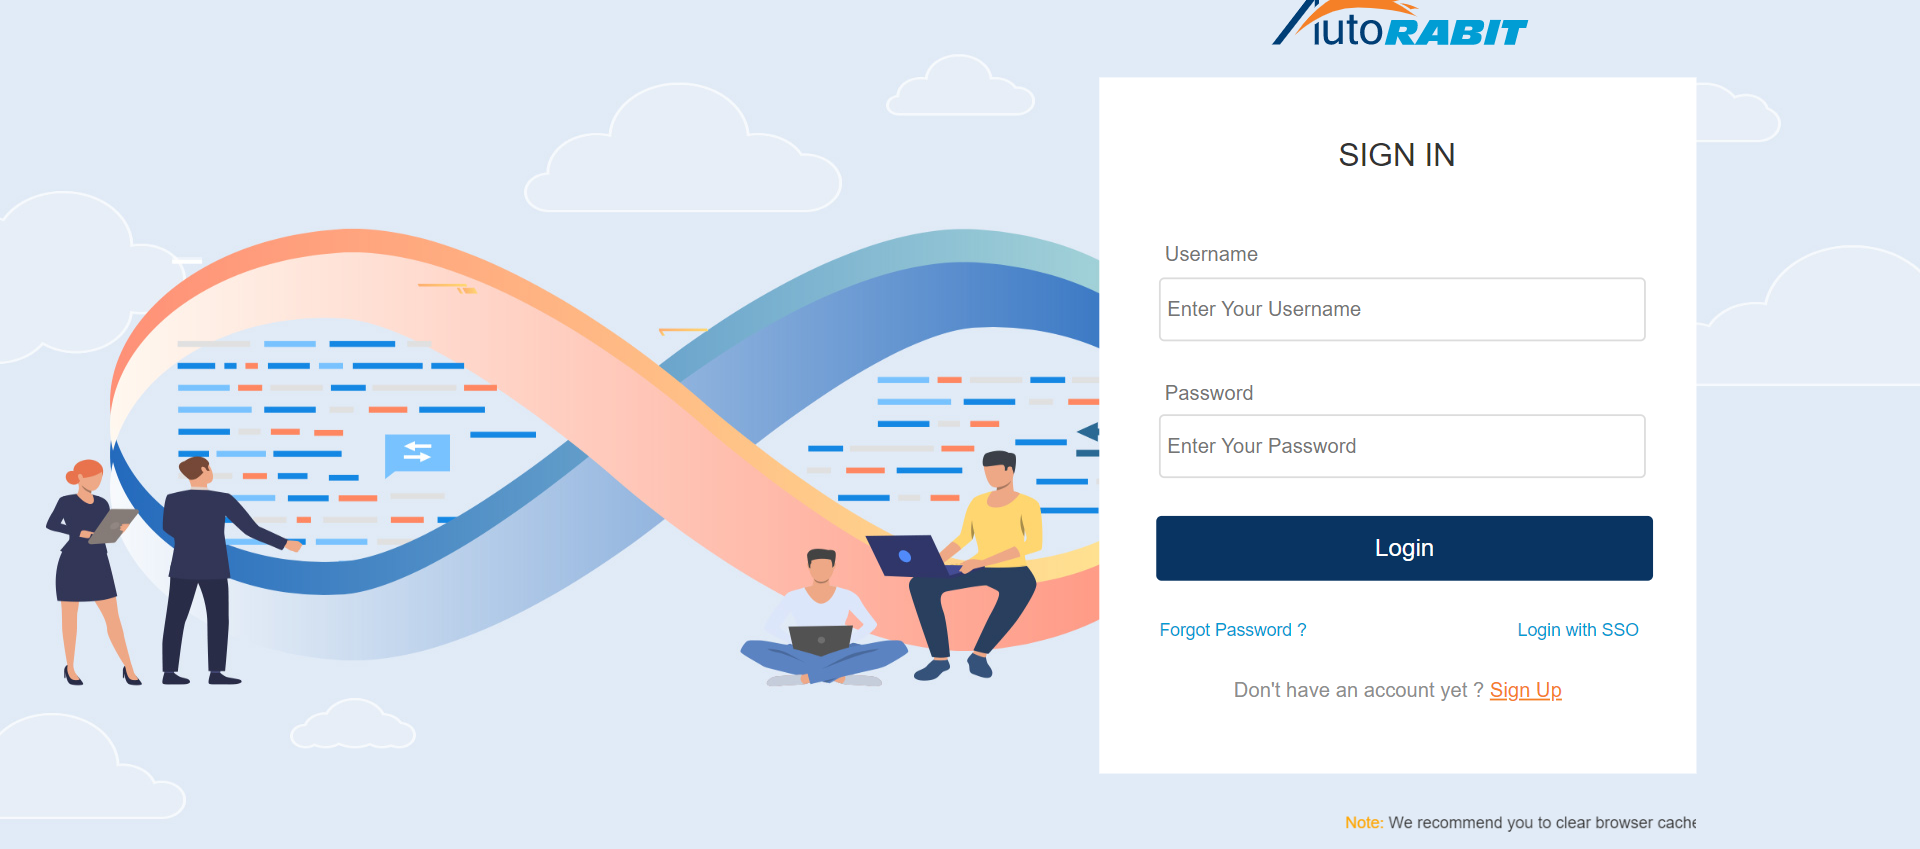 AutoRABIT
SIGN IN
Username
Enter Your Username
Password
Enter Your Password
Login
Forgot Password ?
Login with SSO
Don't have an account yet ? Sign Up
Note: We recommend you to clear browser cache